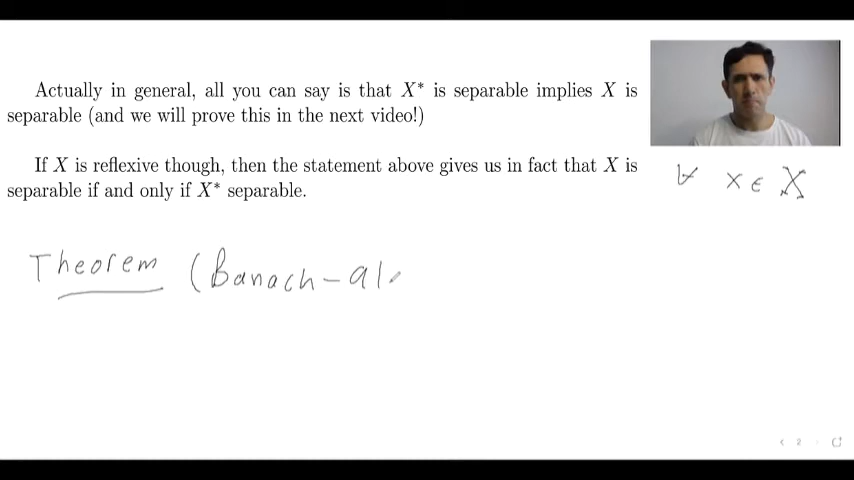 Actually in general, all you can say is that X* is separable implies X is
separable (and we will prove this in the next video!)
If X is reflexive though, then the statement above gives us in fact that X is
separable if and only if X* separable.
∀ x ∈ X
Theorem (Banach-al
2